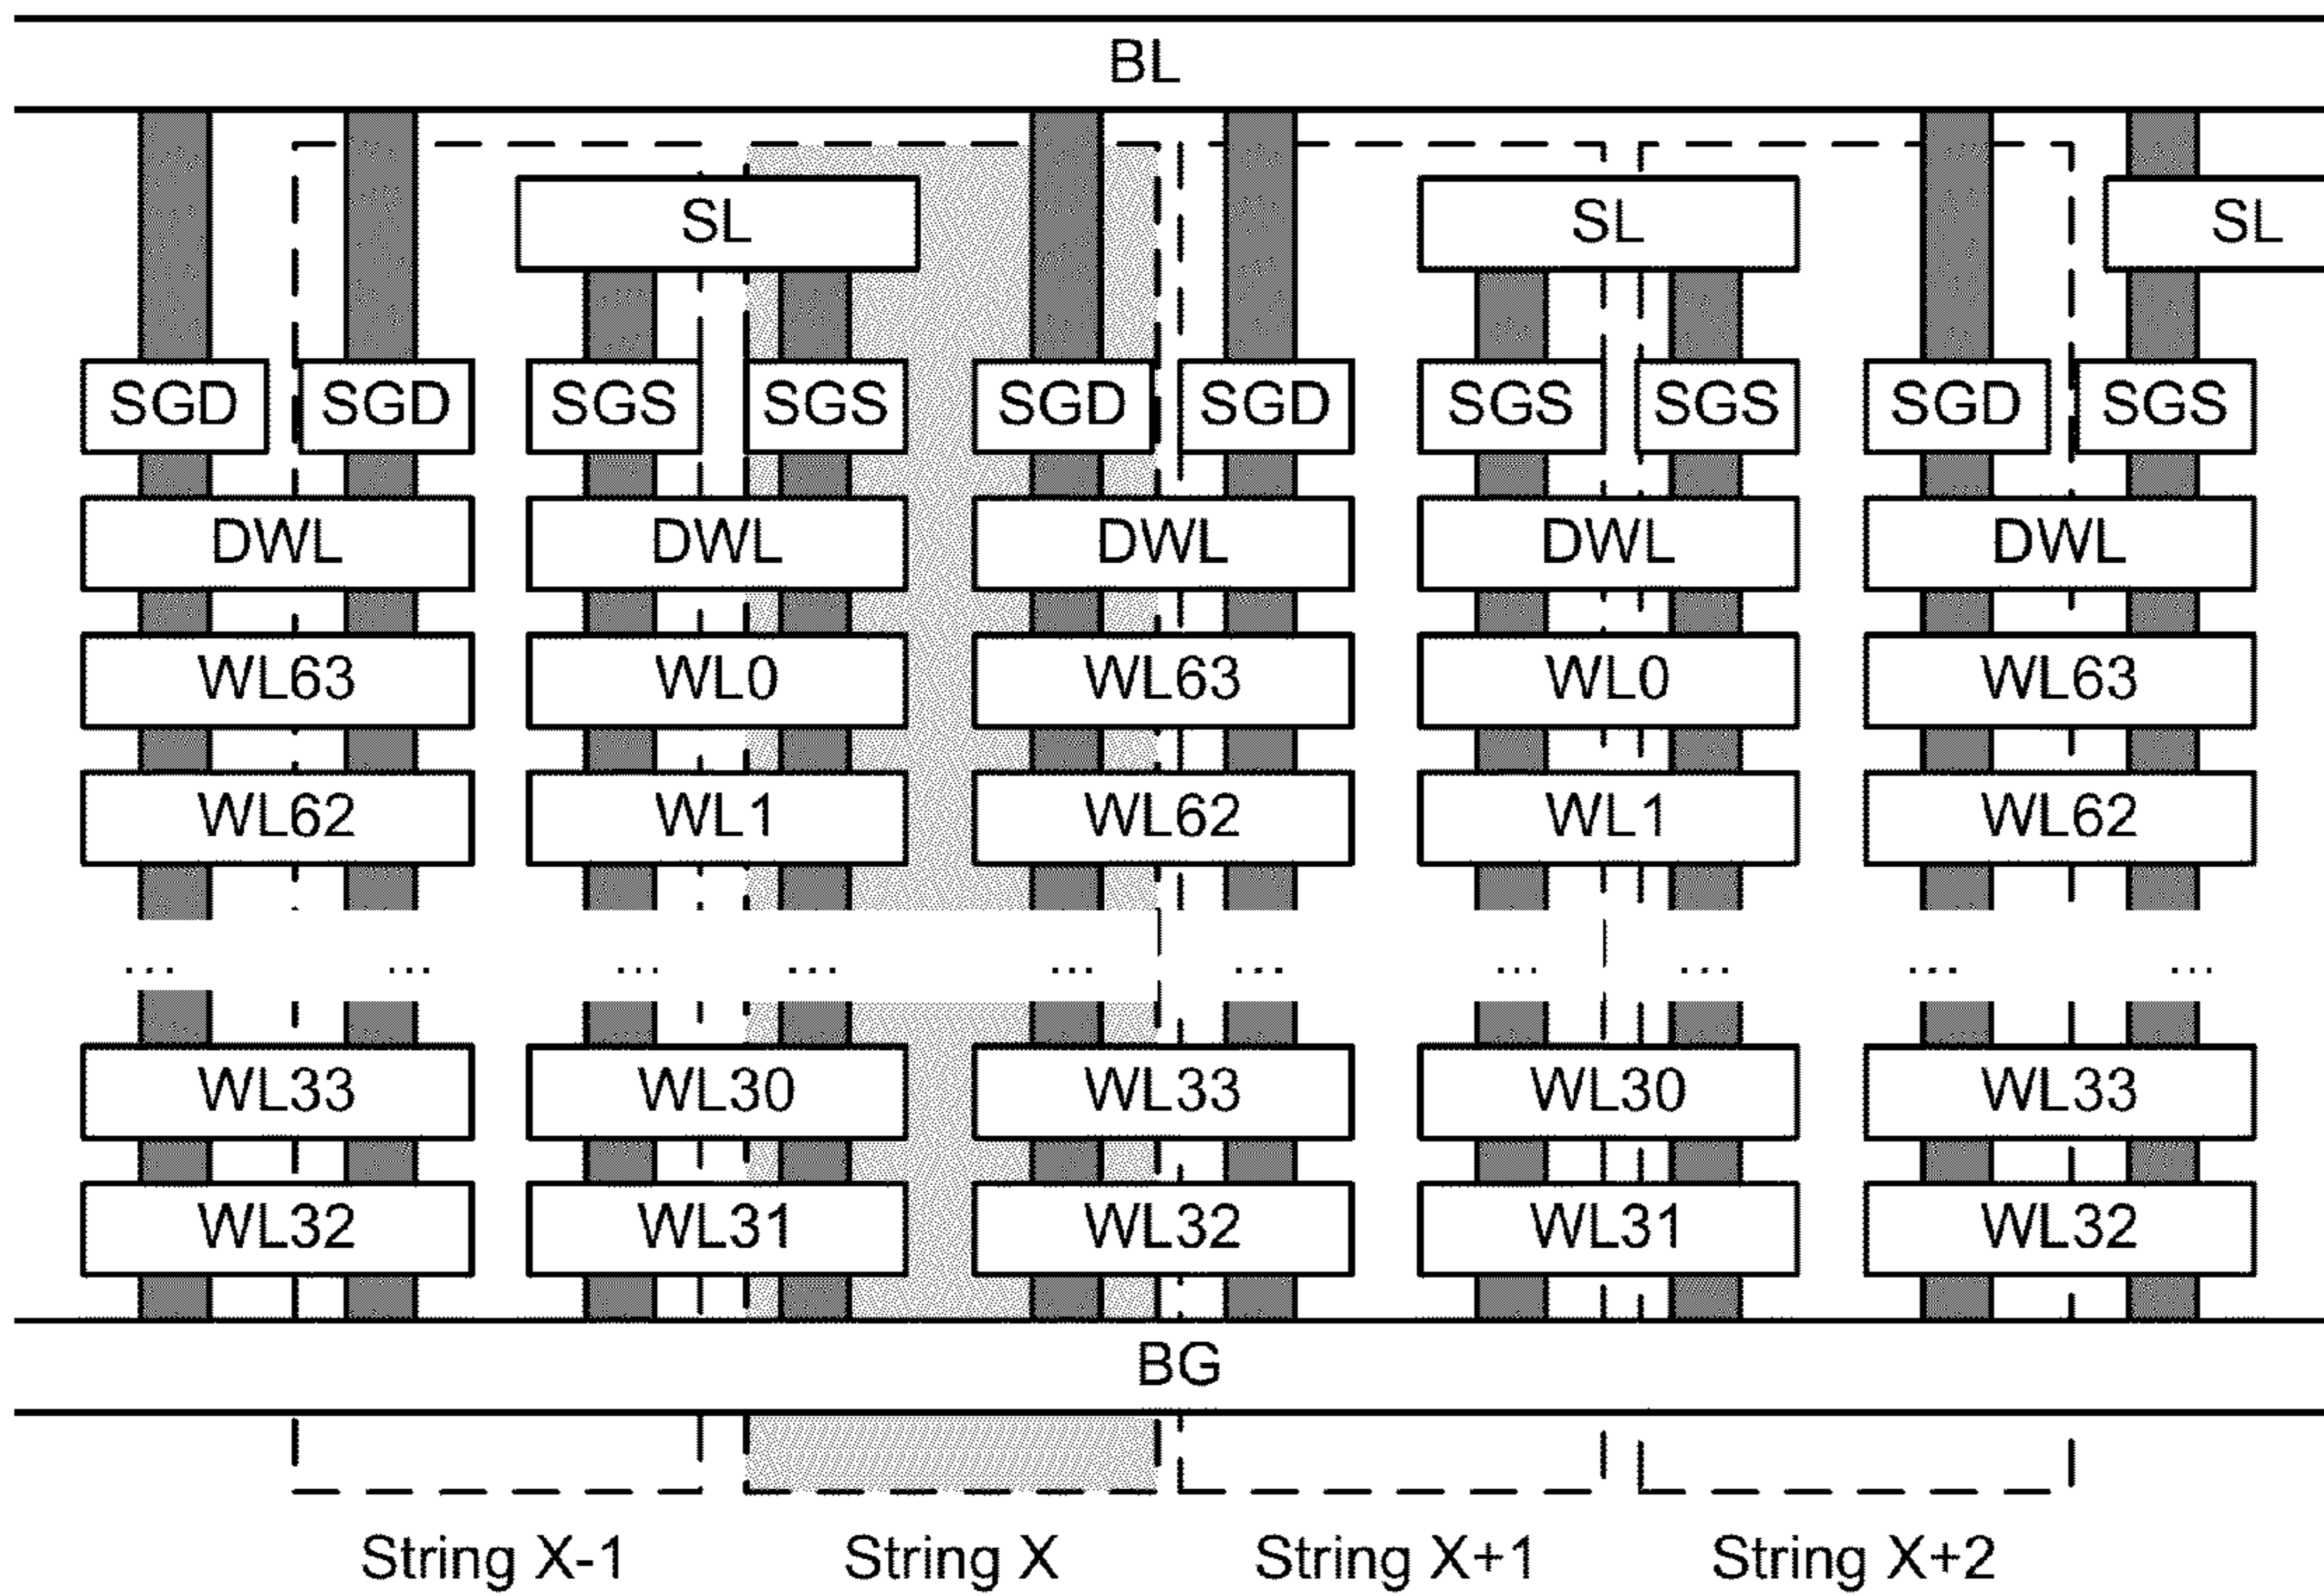 BL
SL SL SL
SGD SGD SGS SGS SGD SGD SGS SGS SGD SGS
DWL DWL DWL DWL DWL
WL63 WL0 WL63 WL0 WL63
WL62 WL1 WL62 WL1 WL62
... ... ... ... ... ... ... ... ... ...
WL33 WL30 WL33 WL30 WL33
WL32 WL31 WL32 WL31 WL32
BG
String X-1 String X String X+1 String X+2